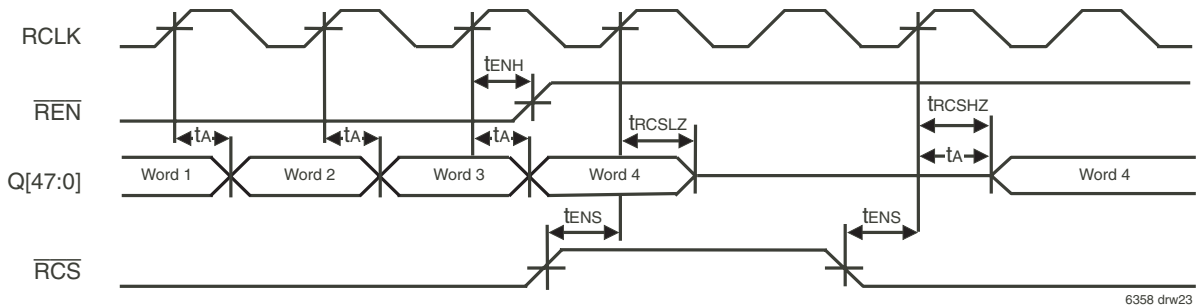 RCLK
tENH
REN
tRCSLZ
tRCSHZ
tA tA tA tA
Q[47:0] Word 1 Word 2 Word 3 Word 4 Word 4
tENS tENS
RCS
6358 drw23